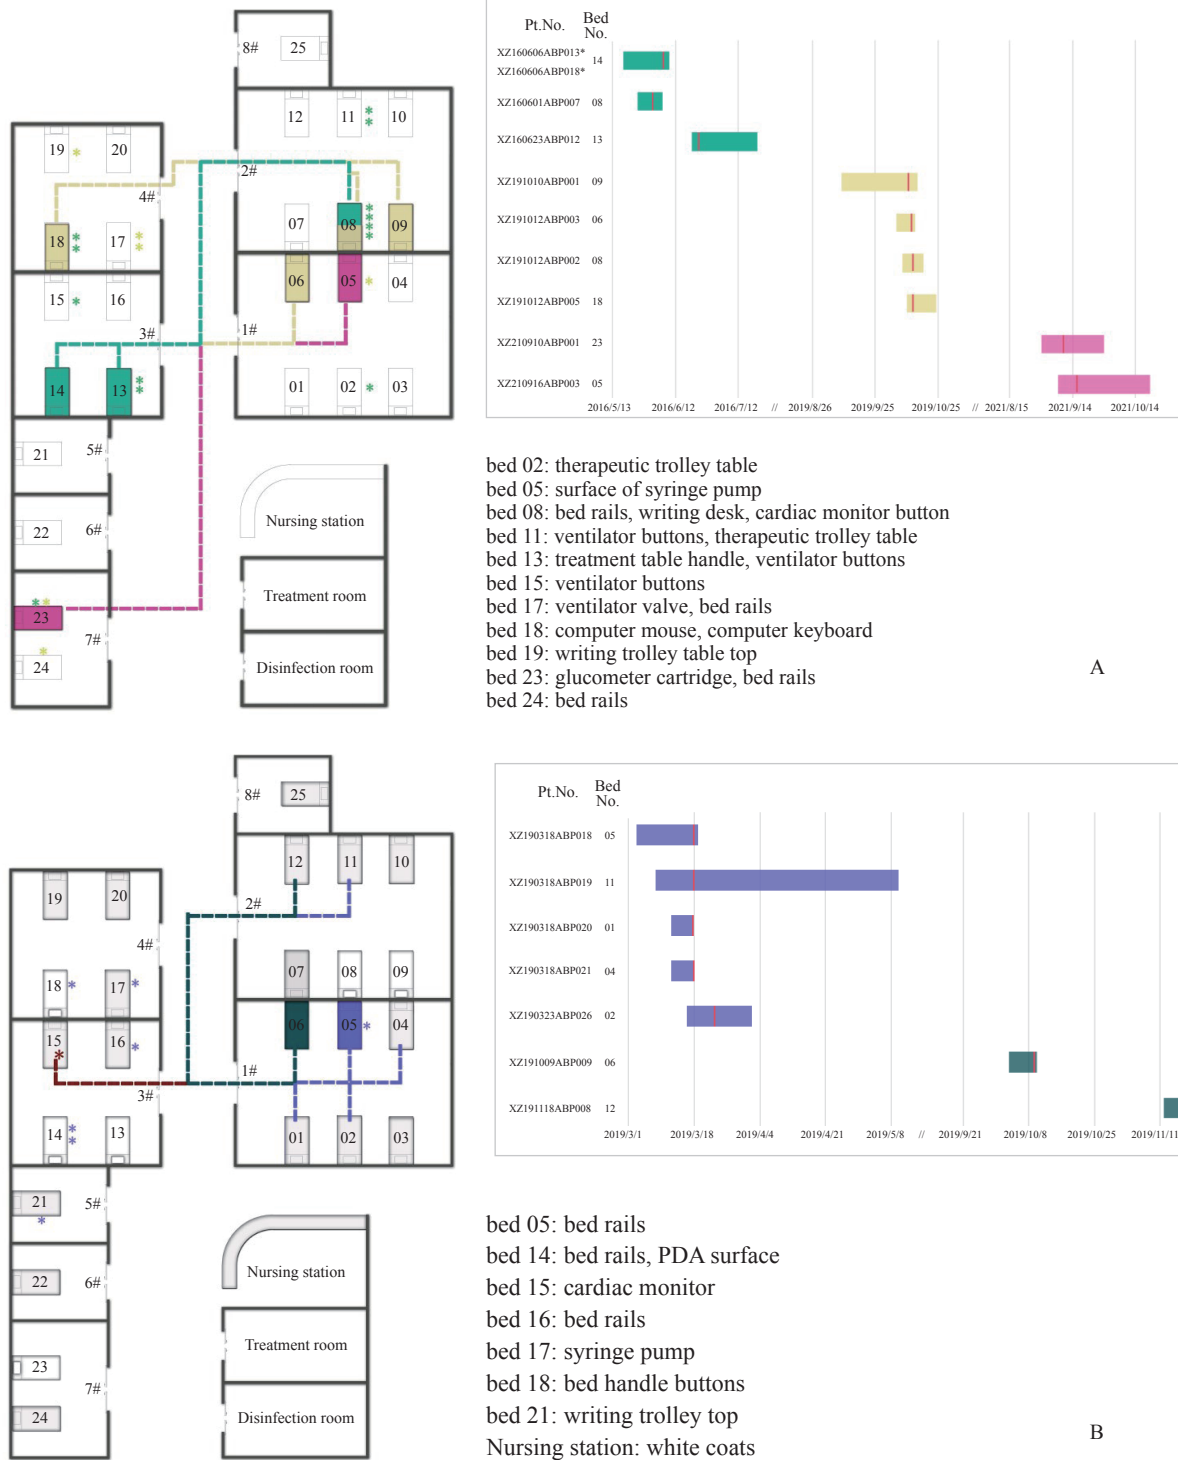 8#
25
12
11
10
2#
07
08
09
19
20
4#
18
17
06
05
04
1#
01
02
03
15
16
3#
14
13
21
5#
22
6#
23
7#
24
Nursing station
Treatment room
Disinfection room
Pt.No. Bed No.
XZ160606ABP013*
XZ160606ABP018* 14
XZ160601ABP007 08
XZ160623ABP012 13
XZ191010ABP001 09
XZ191012ABP003 06
XZ191012ABP002 08
XZ191012ABP005 18
XZ210910ABP001 23
XZ210916ABP003 05
2016/5/13 2016/6/12 2016/7/12 // 2019/8/26 2019/9/25 2019/10/25 // 2021/8/15 2021/9/14 2021/10/14
bed 02: therapeutic trolley table
bed 05: surface of syringe pump
bed 08: bed rails, writing desk, cardiac monitor button
bed 11: ventilator buttons, therapeutic trolley table
bed 13: treatment table handle, ventilator buttons
bed 15: ventilator buttons
bed 17: ventilator valve, bed rails
bed 18: computer mouse, computer keyboard
bed 19: writing trolley table top
bed 23: glucometer cartridge, bed rails
bed 24: bed rails
A
8#
25
12
11
10
2#
07
08
09
19
20
4#
18
17
06
05
04
1#
01
02
03
15
16
3#
14
13
21
5#
22
6#
23
7#
24
Nursing station
Treatment room
Disinfection room
Pt.No. Bed No.
XZ190318ABP018 05
XZ190318ABP019 11
XZ190318ABP020 01
XZ190318ABP021 04
XZ190323ABP026 02
XZ191009ABP009 06
XZ191118ABP008 12
2019/3/1 2019/3/18 2019/4/4 2019/4/21 2019/5/8 // 2019/9/21 2019/10/8 2019/10/25 2019/11/11
bed 05: bed rails
bed 14: bed rails, PDA surface
bed 15: cardiac monitor
bed 16: bed rails
bed 17: syringe pump
bed 18: bed handle buttons
bed 21: writing trolley top
Nursing station: white coats
B